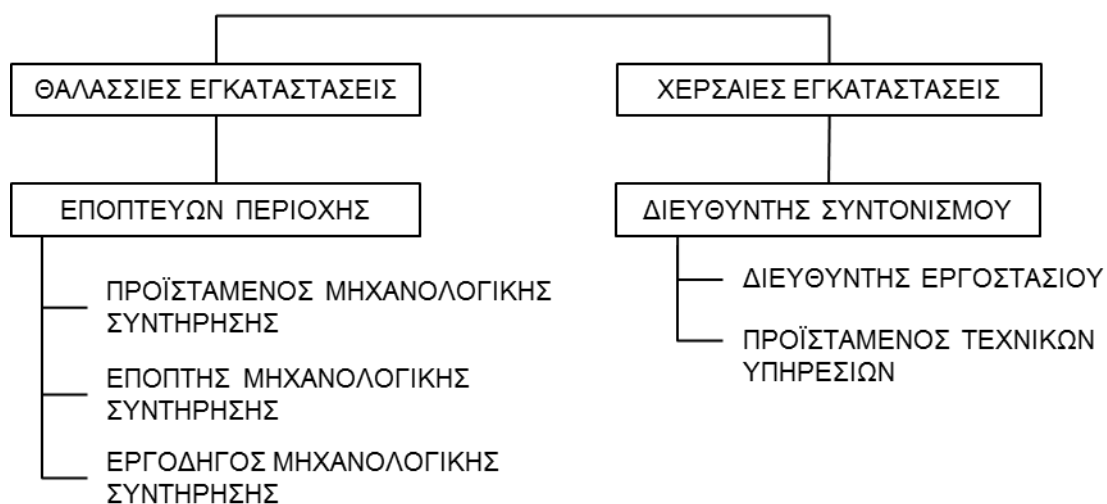 ΘΑΛΑΣΣΙΕΣ ΕΓΚΑΤΑΣΤΑΣΕΙΣ
ΕΠΟΠΤΕΥΩΝ ΠΕΡΙΟΧΗΣ
ΠΡΟΪΣΤΑΜΕΝΟΣ ΜΗΧΑΝΟΛΟΓΙΚΗΣ
ΣΥΝΤΗΡΗΣΗΣ
ΕΠΟΠΤΗΣ ΜΗΧΑΝΟΛΟΓΙΚΗΣ
ΣΥΝΤΗΡΗΣΗΣ
ΕΡΓΟΔΗΓΟΣ ΜΗΧΑΝΟΛΟΓΙΚΗΣ
ΣΥΝΤΗΡΗΣΗΣ
ΧΕΡΣΑΙΕΣ ΕΓΚΑΤΑΣΤΑΣΕΙΣ
ΔΙΕΥΘΥΝΤΗΣ ΣΥΝΤΟΝΙΣΜΟΥ
ΔΙΕΥΘΥΝΤΗΣ ΕΡΓΟΣΤΑΣΙΟΥ
ΠΡΟΪΣΤΑΜΕΝΟΣ ΤΕΧΝΙΚΩΝ
ΥΠΗΡΕΣΙΩΝ